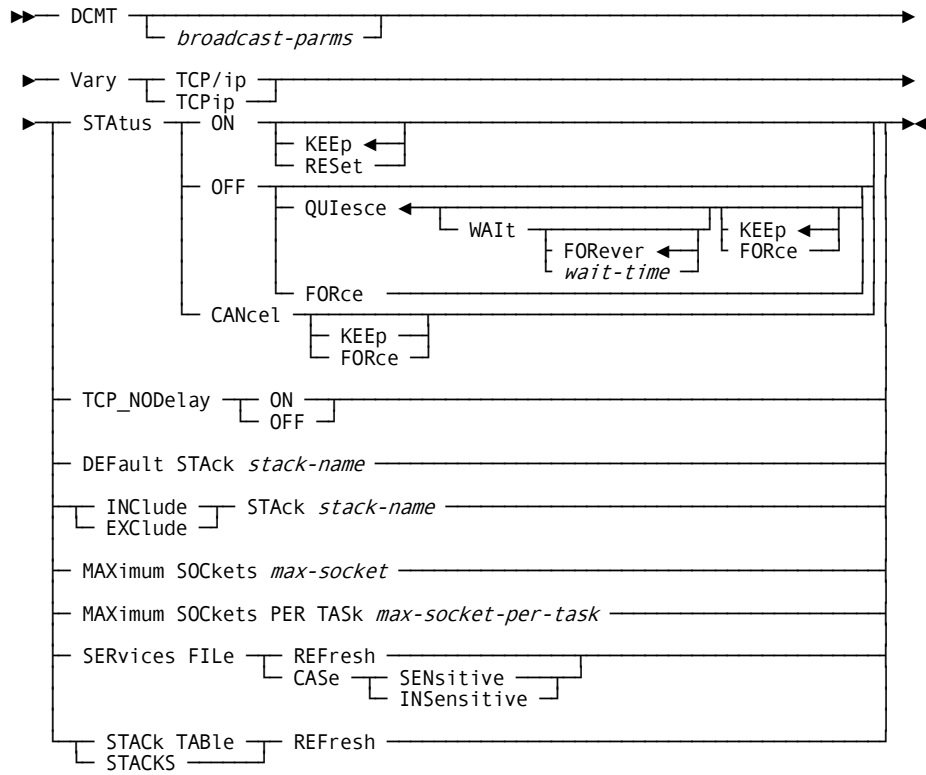 DCMT
broadcast-parms
Vary TCP/ip
TCPip
STAtus ON
KEEp
RESet
OFF
QUIesce
WAIt KEEp
FORever FORce
wait-time
FORce
CANcel
KEEp
FORce
TCP_NODelay ON
OFF
DEFault STAck stack-name
INClude STAck stack-name
EXClude
MAXimum SOCkets max-socket
MAXimum SOCkets PER TASk max-socket-per-task
SERvices FILe REFresh
CASe SENsitive
INSensitive
STACk TABle REFresh
STACKS